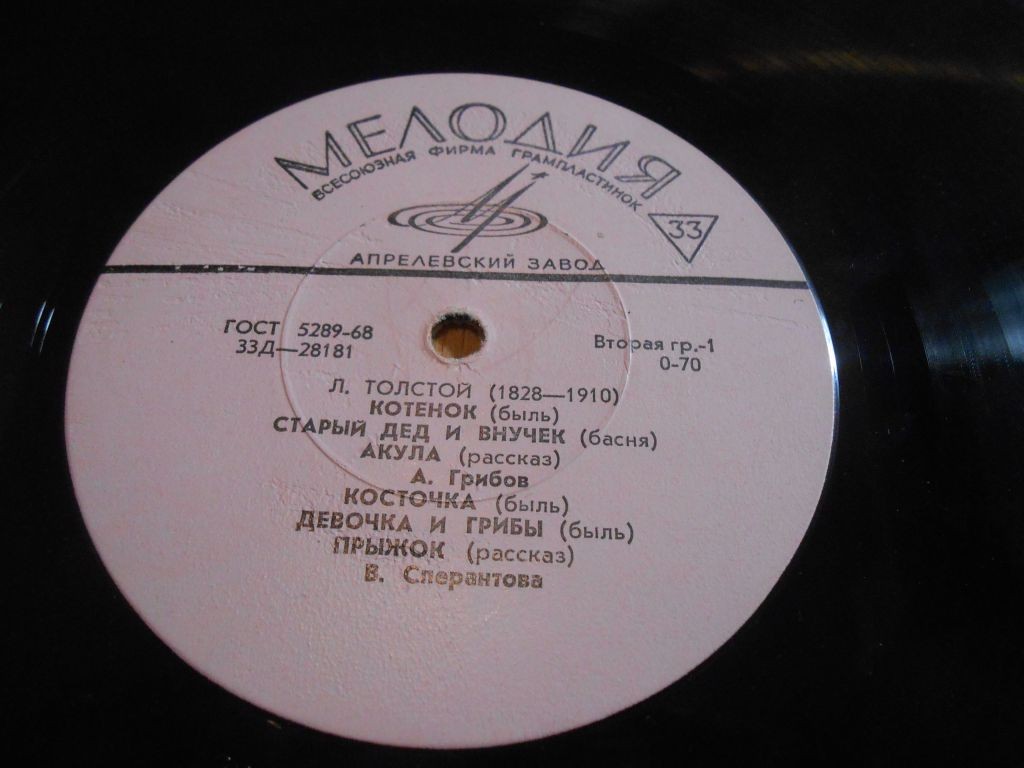 МЕЛОДИЯ
ВСЕСОЮЗНАЯ ФИРМА ГРАМПЛАСТИНОК
33
АПРЕЛЕВСКИЙ ЗАВОД
ГОСТ 5289-68
33Д—28181
Вторая гр.-1
0-70
Л. ТОЛСТОЙ (1828—1910)
КОТЕНОК (быль)
СТАРЫЙ ДЕД И ВНУЧЕК (басня)
АКУЛА (рассказ)
А. Грибов
КОСТОЧКА (быль)
ДЕВОЧКА И ГРИБЫ (быль)
ПРЫЖОК (рассказ)
В. Сперантова